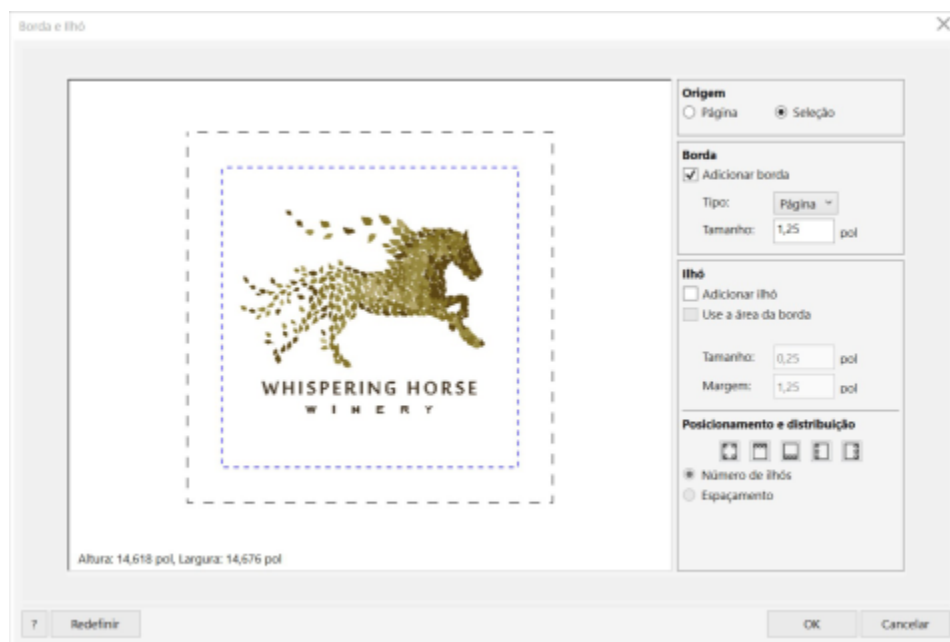 Borda e Ilhó
Origem
Página Seleção
Borda
Adicionar borda
Tipo: Página
Tamanho: 1,25 pol
Ilhó
Adicionar ilhó
Use a área da borda
Tamanho: 0,25 pol
Margem: 1,25 pol
Posicionamento e distribuição
Número de ilhós
Espaçamento
WHISPERING HORSE
WINERY
Altura: 14,618 pol, Largura: 14,676 pol
? Redefinir OK Cancelar